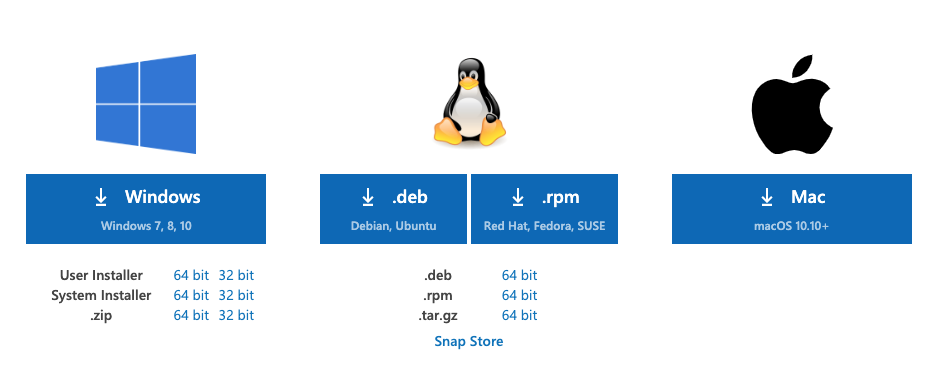 Windows
Windows 7, 8, 10
User Installer 64 bit 32 bit
System Installer 64 bit 32 bit
.zip 64 bit 32 bit
.deb
Debian, Ubuntu
.rpm
Red Hat, Fedora, SUSE
.deb 64 bit
.rpm 64 bit
.tar.gz 64 bit
Snap Store
Mac
macOS 10.10+